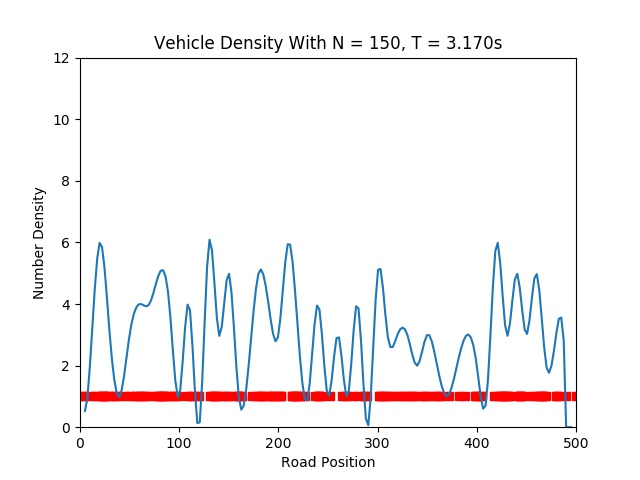 Vehicle Density With N = 150, T = 3.170s
12
10
8
6
4
2
0
Number Density
0 100 200 300 400 500
Road Position